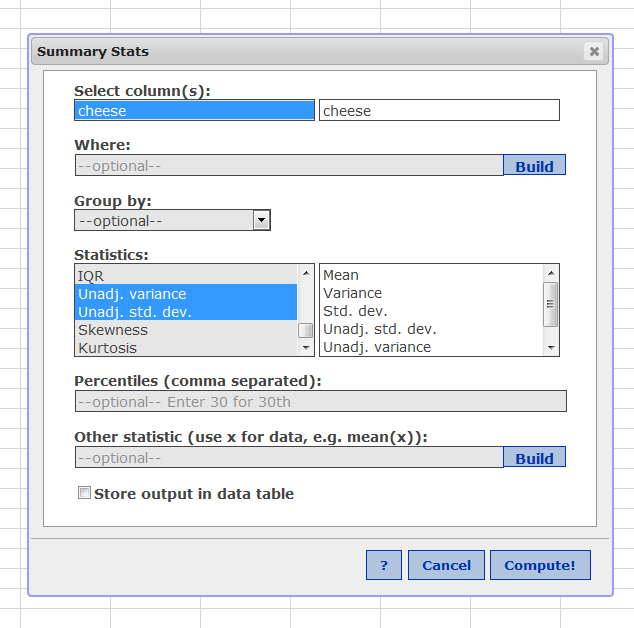 Summary Stats
Select column(s):
cheese cheese
Where:
--optional-- Build
Group by:
--optional--
Statistics:
IQR Mean
Unadj. variance Variance
Unadj. std. dev. Std. dev.
Skewness Unadj. std. dev.
Kurtosis Unadj. variance
Percentiles (comma separated):
--optional-- Enter 30 for 30th
Other statistic (use x for data, e.g. mean(x)):
--optional-- Build
Store output in data table
? Cancel Compute!